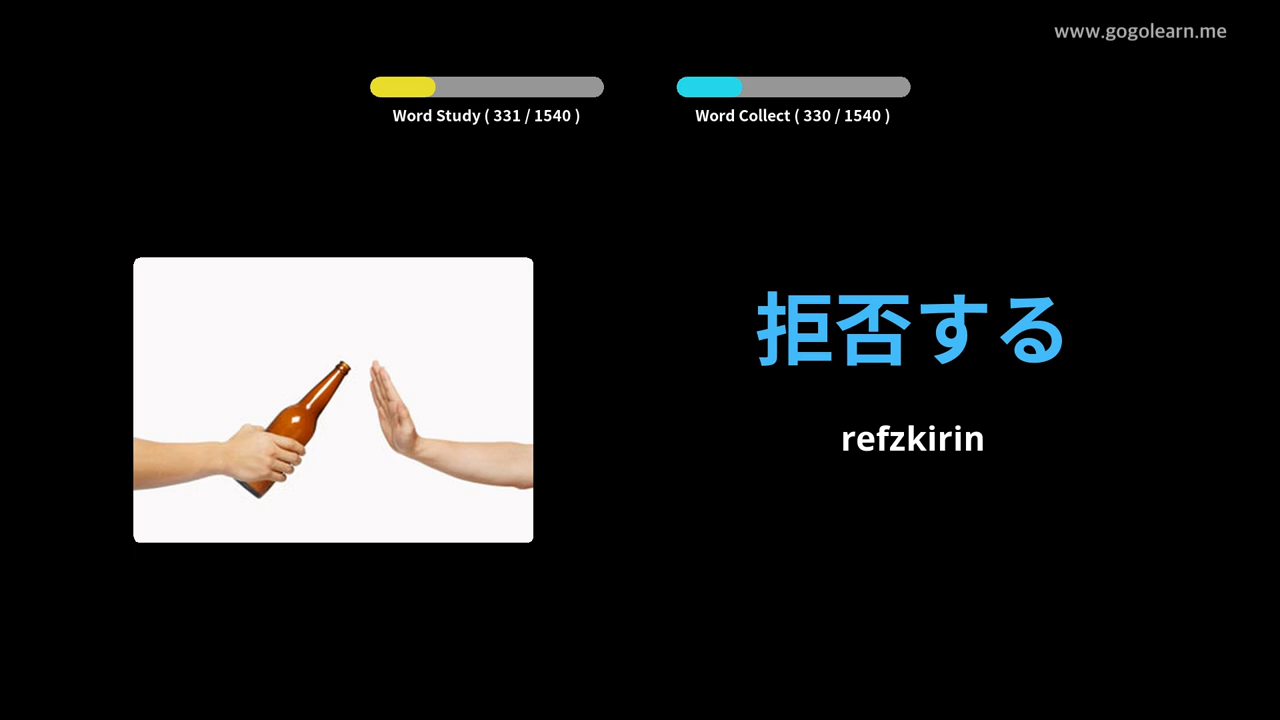 www.gogolearn.me
Word Study ( 331 / 1540 )
Word Collect ( 330 / 1540 )
拒否する
refzkirin